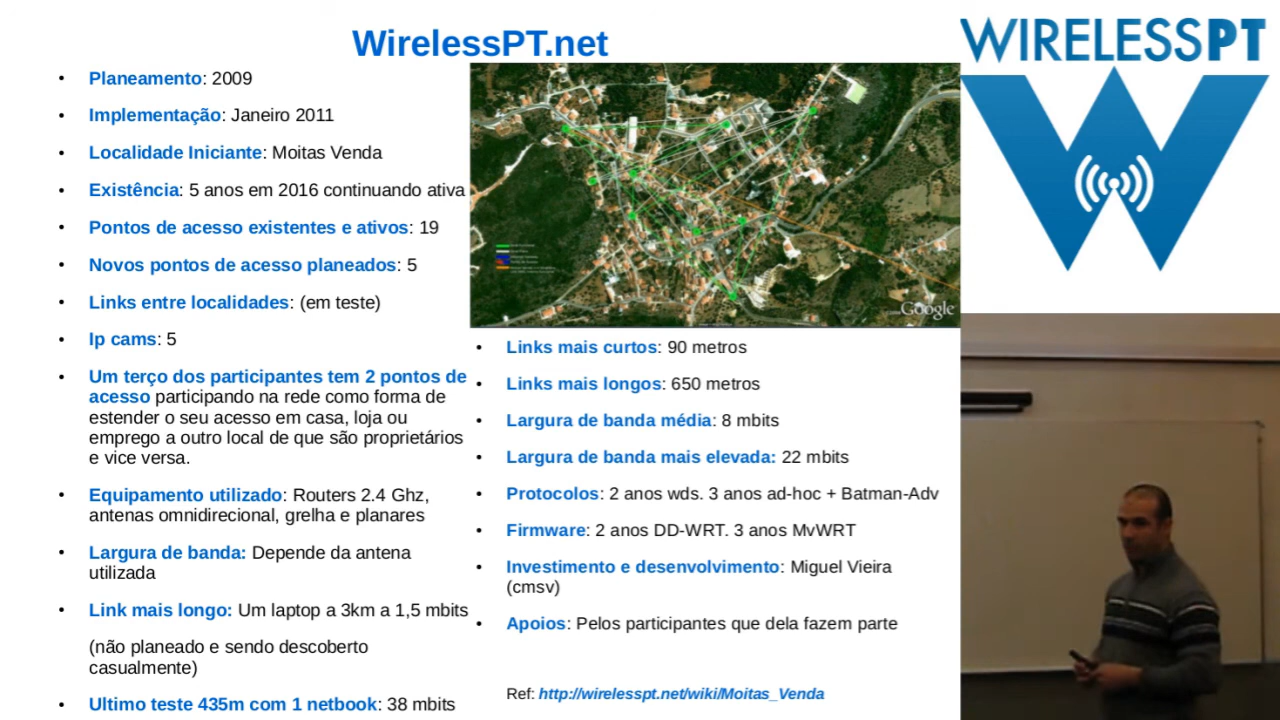 WirelessPT.net
• Planeamento: 2009
• Implementação: Janeiro 2011
• Localidade Iniciante: Moitas Venda
• Existência: 5 anos em 2016 continuando ativa
• Pontos de acesso existentes e ativos: 19
• Novos pontos de acesso planeados: 5
• Links entre localidades: (em teste)
• Ip cams: 5
• Um terço dos participantes tem 2 pontos de
acesso participando na rede como forma de
estender o seu acesso em casa, loja ou
emprego a outro local de que são proprietários
e vice versa.
• Equipamento utilizado: Routers 2.4 Ghz,
antenas omnidirecional, grelha e planares
• Largura de banda: Depende da antena
utilizada
• Link mais longo: Um laptop a 3km a 1,5 mbits
(não planeado e sendo descoberto
casualmente)
• Ultimo teste 435m com 1 netbook: 38 mbits
Google
• Links mais curtos: 90 metros
• Links mais longos: 650 metros
• Largura de banda média: 8 mbits
• Largura de banda mais elevada: 22 mbits
• Protocolos: 2 anos wds. 3 anos ad-hoc + Batman-Adv
• Firmware: 2 anos DD-WRT. 3 anos MvWRT
• Investimento e desenvolvimento: Miguel Vieira
(cmsv)
• Apoios: Pelos participantes que dela fazem parte
Ref: http://wirelesspt.net/wiki/Moitas_Venda
WIRELESSPT